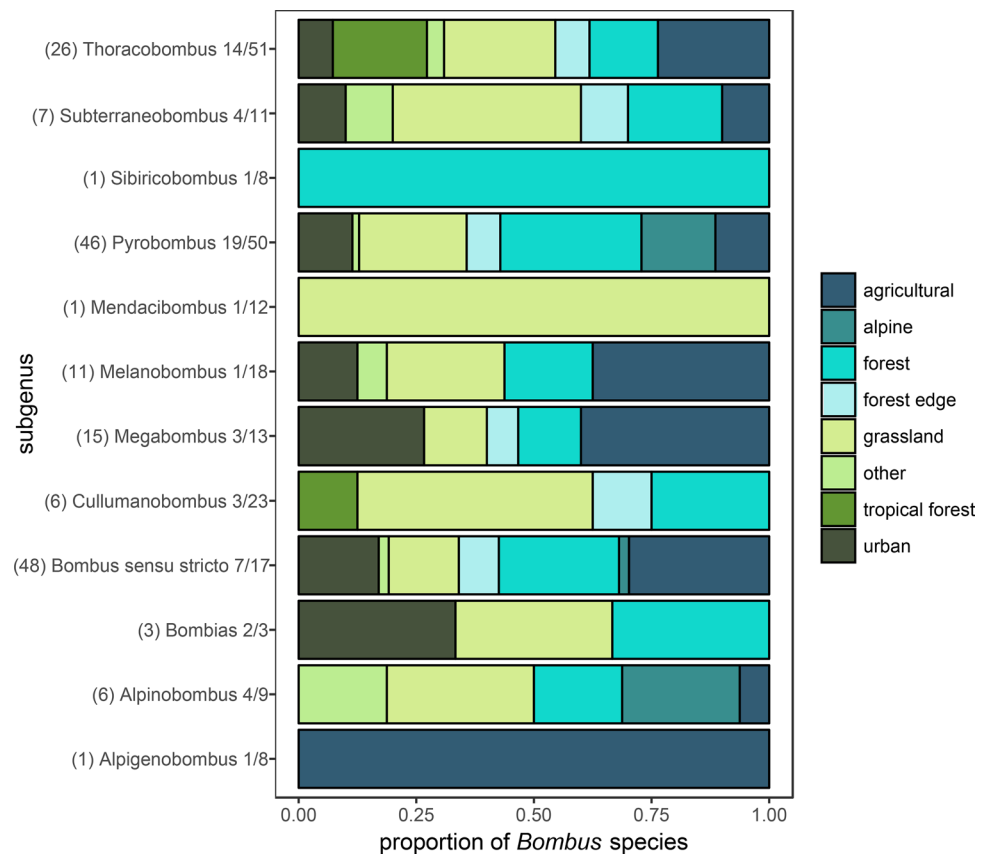 (26) Thoracobombus 14/51
(7) Subterraneobombus 4/11
(1) Sibiricobombus 1/8
(46) Pyrobombus 19/50
(1) Mendacibombus 1/12
(11) Melanobombus 1/18
(15) Megabombus 3/13
(6) Cullumanobombus 3/23
(48) Bombus sensu stricto 7/17
(3) Bombias 2/3
(6) Alpinobombus 4/9
(1) Alpigenobombus 1/8
subgenus
0.00 0.25 0.50 0.75 1.00
proportion of Bombus species
agricultural
alpine
forest
forest edge
grassland
other
tropical forest
urban